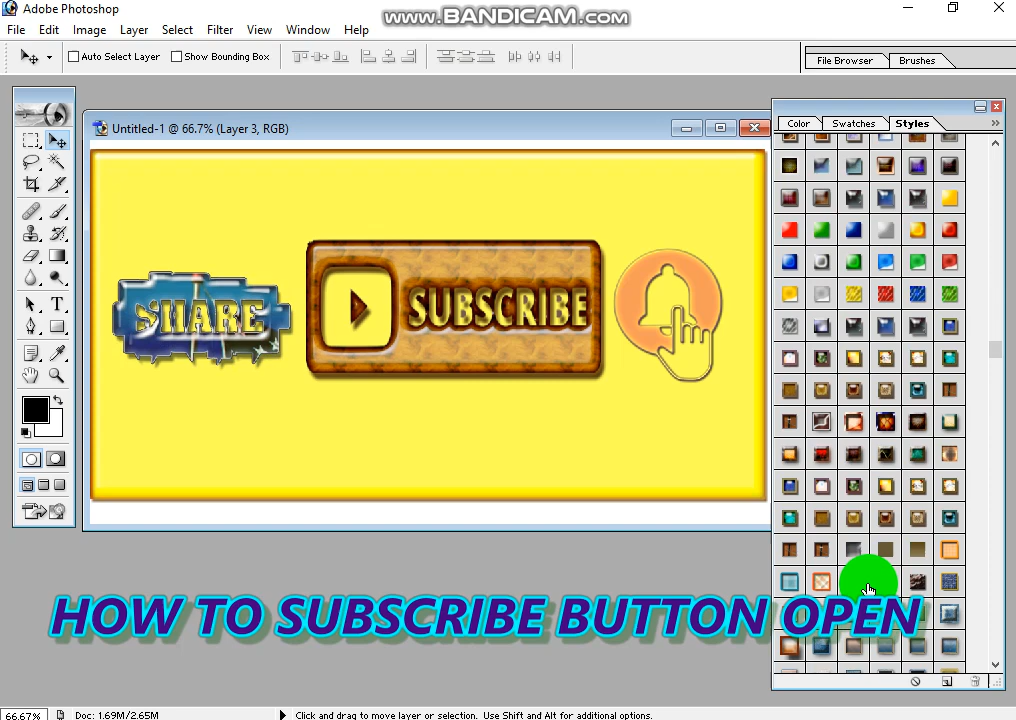 Adobe Photoshop
www.BANDICAM.com
File Edit Image Layer Select Filter View Window Help
Auto Select Layer Show Bounding Box
File Browser Brushes
Untitled-1 @ 66.7% (Layer 3, RGB)
Color Swatches Styles
SHARE
SUBSCRIBE
HOW TO SUBSCRIBE BUTTON OPEN
66.67% Doc: 1.69M/2.65M Click and drag to move layer or selection. Use Shift and Alt for additional options.